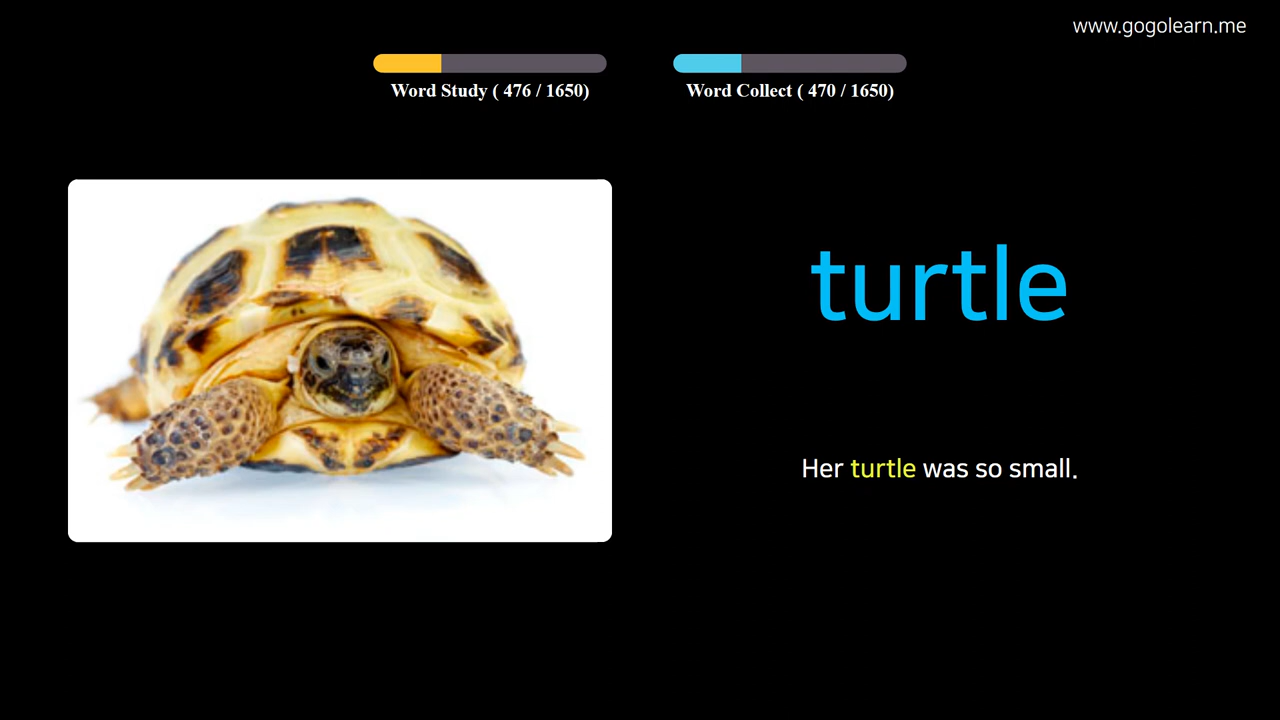 www.gogolearn.me
Word Study ( 476 / 1650)
Word Collect ( 470 / 1650)
turtle
Her turtle was so small.